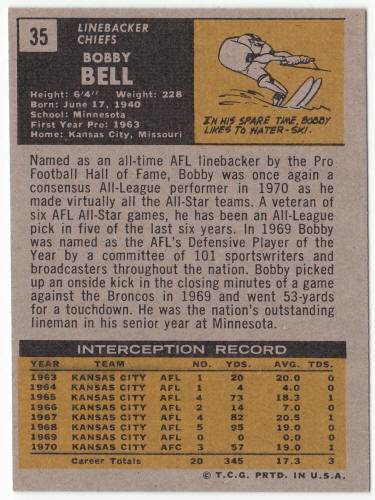 35
LINEBACKER
CHIEFS
BOBBY
BELL
Height: 6'4" Weight: 228
Born: June 17, 1940
School: Minnesota
First Year Pro: 1963
Home: Kansas City, Missouri
IN HIS SPARE TIME, BOBBY
LIKES TO WATER-SKI.
Named as an all-time AFL linebacker by the Pro
Football Hall of Fame, Bobby was once again a
consensus All-League performer in 1970 as he
made virtually all the All-Star teams. A veteran of
six AFL All-Star games, he has been an All-League
pick in five of the last six years. In 1969 Bobby
was named as the AFL's Defensive Player of the
Year by a committee of 101 sportswriters and
broadcasters throughout the nation. Bobby picked
up an onside kick in the closing minutes of a game
against the Broncos in 1969 and went 53-yards
for a touchdown. He was the nation's outstanding
lineman in his senior year at Minnesota.
INTERCEPTION RECORD
YEAR TEAM NO. YDS. AVG. TDS.
1963 KANSAS CITY AFL 1 20 20.0 0
1964 KANSAS CITY AFL 1 4 4.0 0
1965 KANSAS CITY AFL 4 73 18.3 1
1966 KANSAS CITY AFL 2 14 7.0 0
1967 KANSAS CITY AFL 4 82 20.5 1
1968 KANSAS CITY AFL 5 95 19.0 0
1969 KANSAS CITY AFL 0 0 0.0 0
1970 KANSAS CITY AFC 3 57 19.0 1
Career Totals 20 345 17.3 3
© T.C.G. PRTD. IN U.S.A.